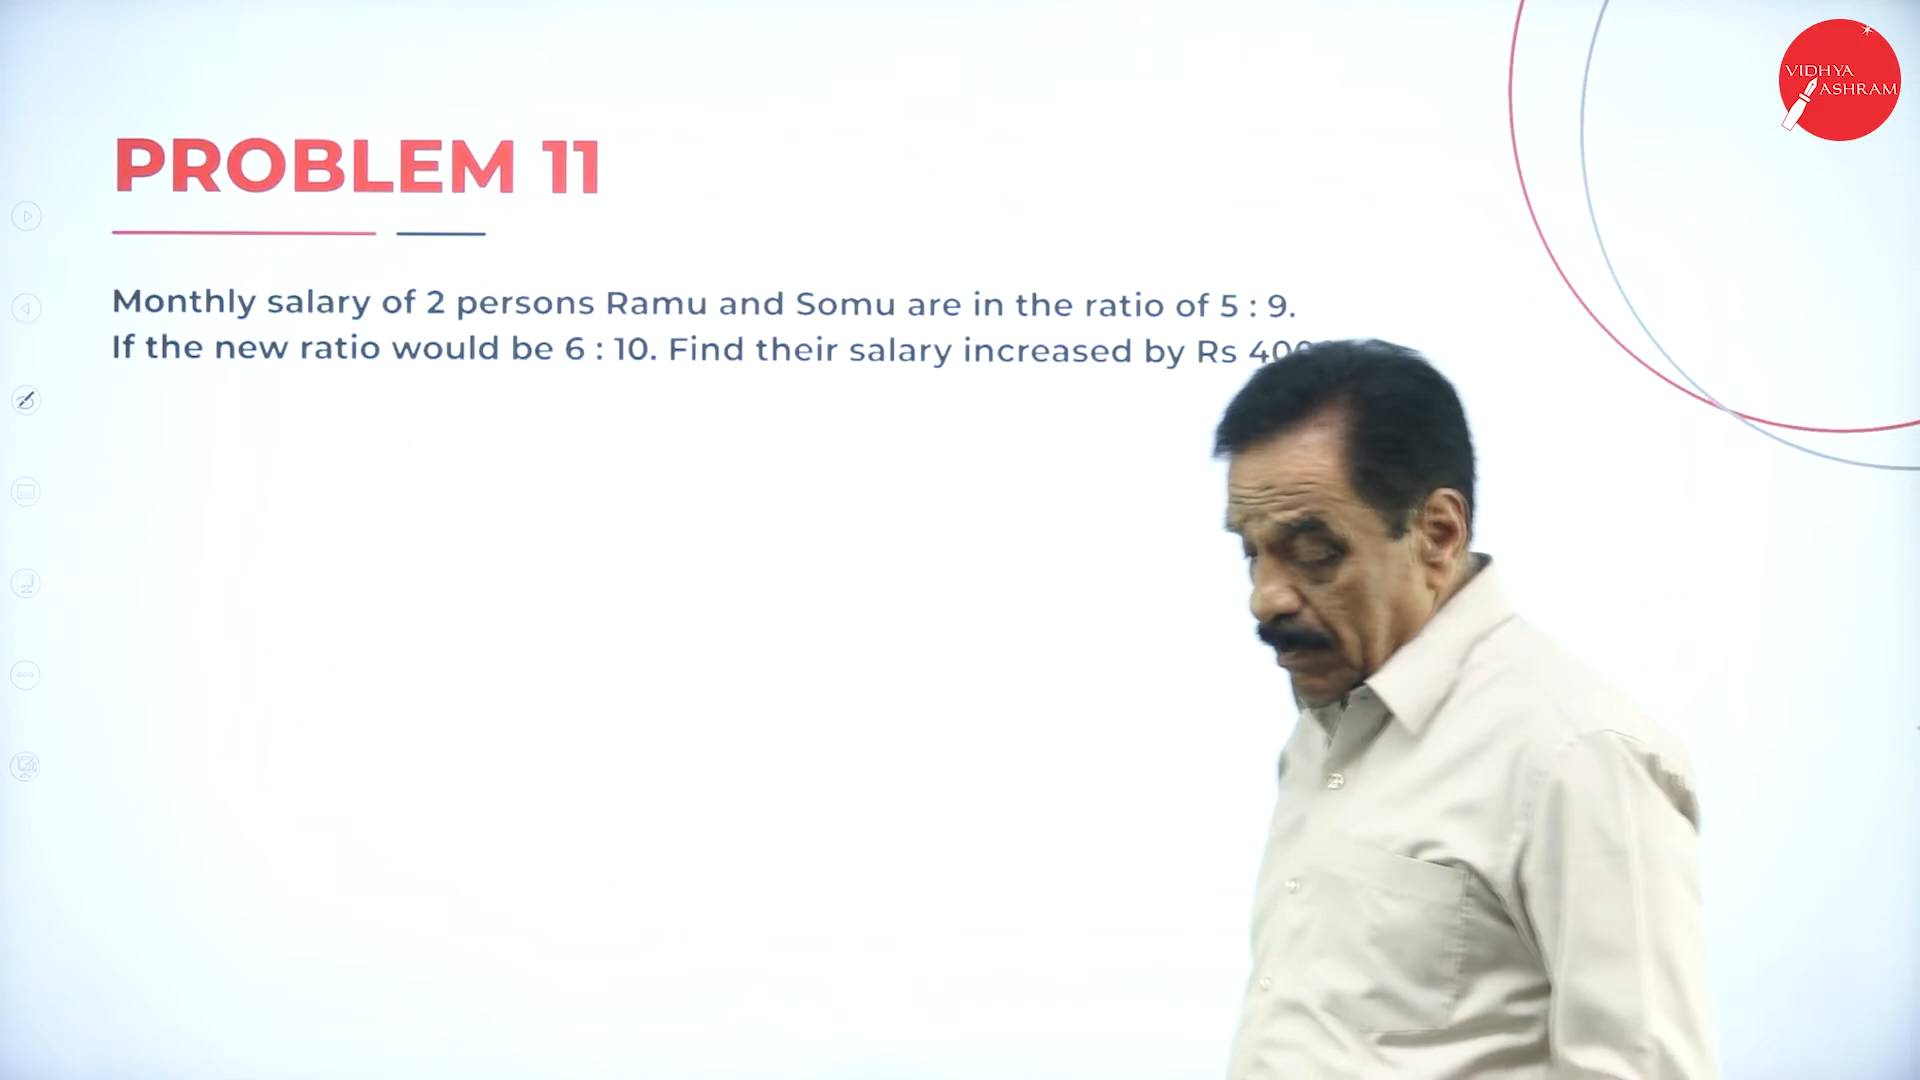 VIDHYA
ASHRAM
PROBLEM 11
Monthly salary of 2 persons Ramu and Somu are in the ratio of 5 : 9.
If the new ratio would be 6 : 10. Find their salary increased by Rs